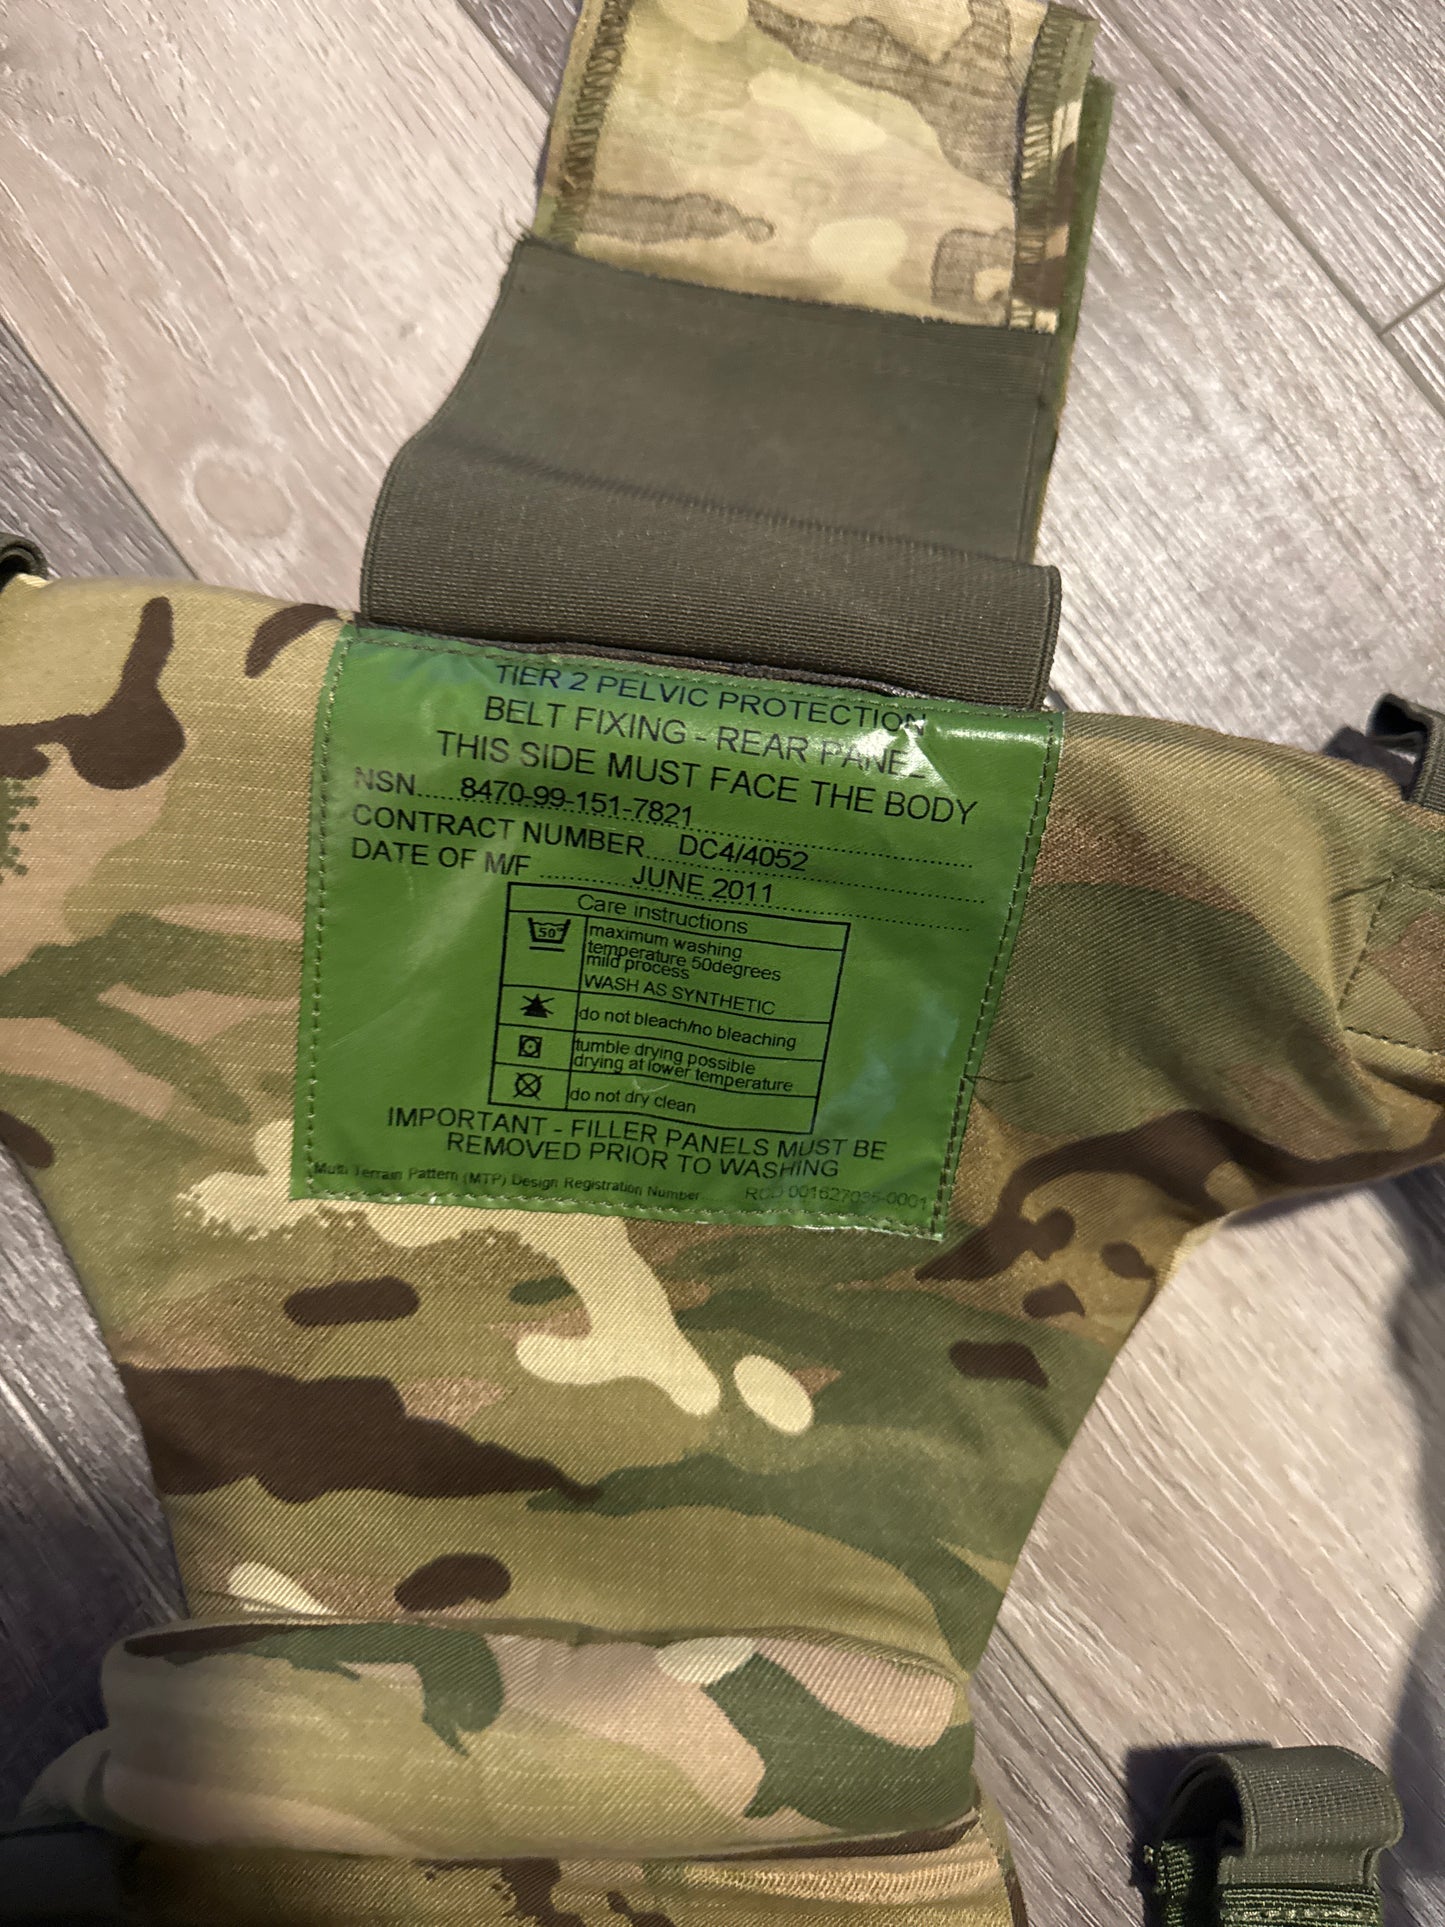 TIER 2 PELVIC PROTECTION
BELT FIXING - REAR PANEL
THIS SIDE MUST FACE THE BODY
NSN..... 8470-99-151-7821
CONTRACT NUMBER.... DC4/4052
DATE OF M/F ............. JUNE 2011
Care instructions
50°
maximum washing
temperature 50degrees
mild process
WASH AS SYNTHETIC
do not bleach/no bleaching
tumble drying possible
drying at lower temperature
do not dry clean
IMPORTANT - FILLER PANELS MUST BE
REMOVED PRIOR TO WASHING
Multi Terrain Pattern (MTP) Design Registration Number